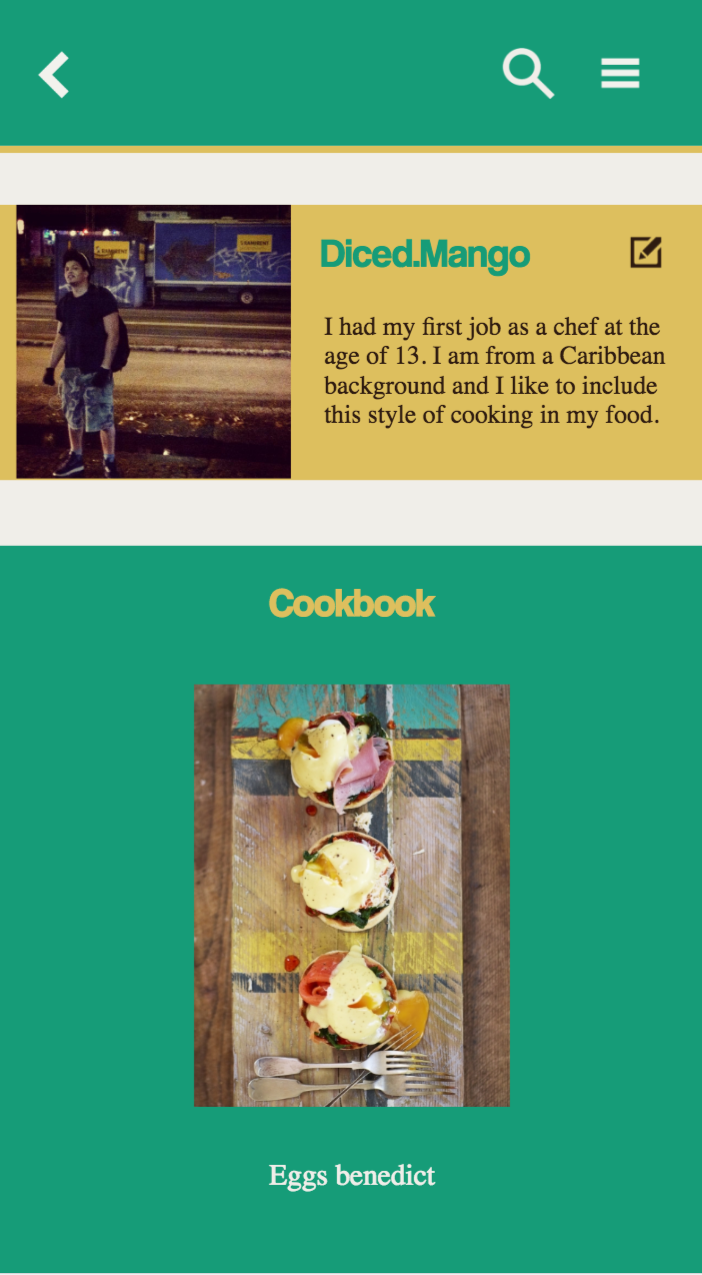 Diced.Mango
I had my first job as a chef at the
age of 13. I am from a Caribbean
background and I like to include
this style of cooking in my food.
Cookbook
Eggs benedict